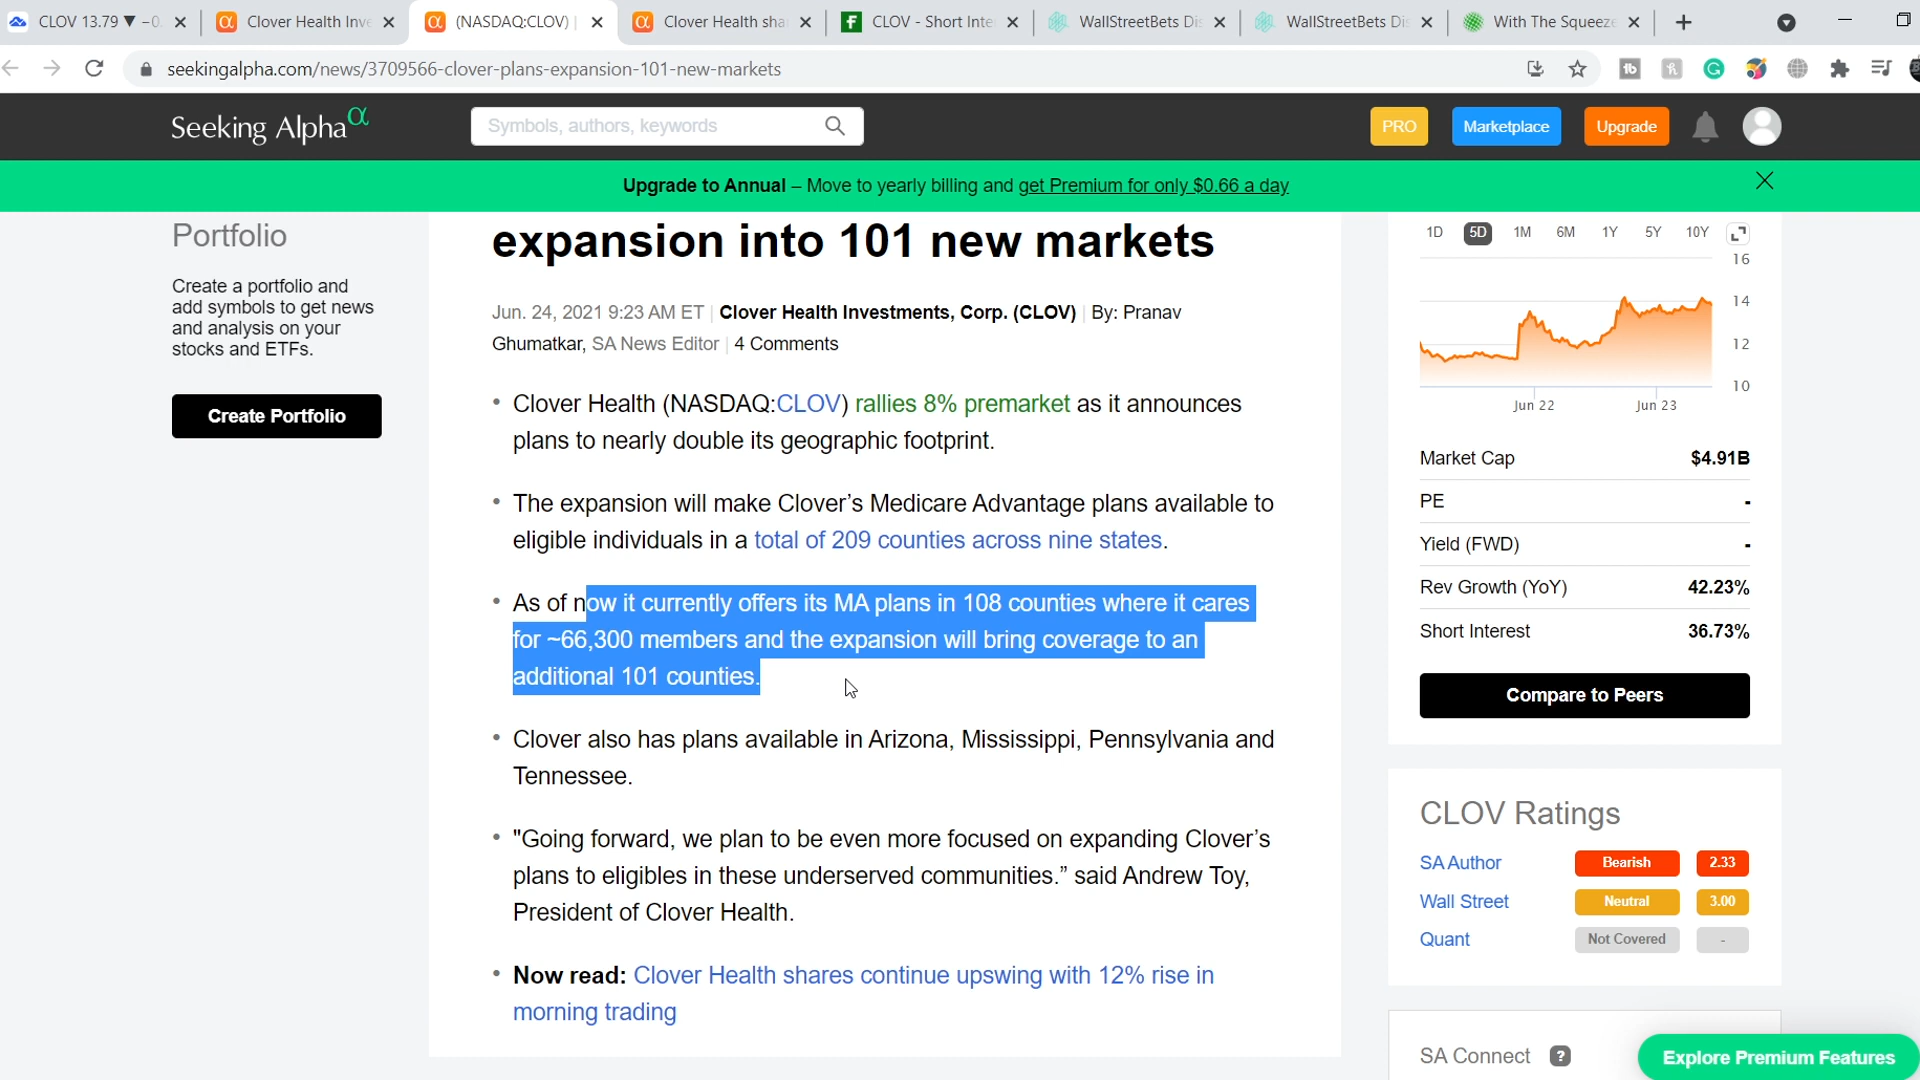 CLOV 13.79 ▼ −0.
Clover Health Inve
(NASDAQ:CLOV) |
Clover Health sha
CLOV - Short Inte
WallStreetBets Dis
WallStreetBets Dis
With The Squeeze
seekingalpha.com/news/3709566-clover-plans-expansion-101-new-markets
Seeking Alpha α
Symbols, authors, keywords
PRO
Marketplace
Upgrade
Upgrade to Annual – Move to yearly billing and get Premium for only $0.66 a day
Portfolio
Create a portfolio and
add symbols to get news
and analysis on your
stocks and ETFs.
Create Portfolio
expansion into 101 new markets
Jun. 24, 2021 9:23 AM ET | Clover Health Investments, Corp. (CLOV) | By: Pranav
Ghumatkar, SA News Editor | 4 Comments
• Clover Health (NASDAQ:CLOV) rallies 8% premarket as it announces
plans to nearly double its geographic footprint.
• The expansion will make Clover’s Medicare Advantage plans available to
eligible individuals in a total of 209 counties across nine states.
• As of now it currently offers its MA plans in 108 counties where it cares
for ~66,300 members and the expansion will bring coverage to an
additional 101 counties.
• Clover also has plans available in Arizona, Mississippi, Pennsylvania and
Tennessee.
• "Going forward, we plan to be even more focused on expanding Clover’s
plans to eligibles in these underserved communities.” said Andrew Toy,
President of Clover Health.
• Now read: Clover Health shares continue upswing with 12% rise in
morning trading
1D 5D 1M 6M 1Y 5Y 10Y
16
14
12
10
Jun 22 Jun 23
Market Cap $4.91B
PE -
Yield (FWD) -
Rev Growth (YoY) 42.23%
Short Interest 36.73%
Compare to Peers
CLOV Ratings
SA Author Bearish 2.33
Wall Street Neutral 3.00
Quant Not Covered -
SA Connect ?
Explore Premium Features